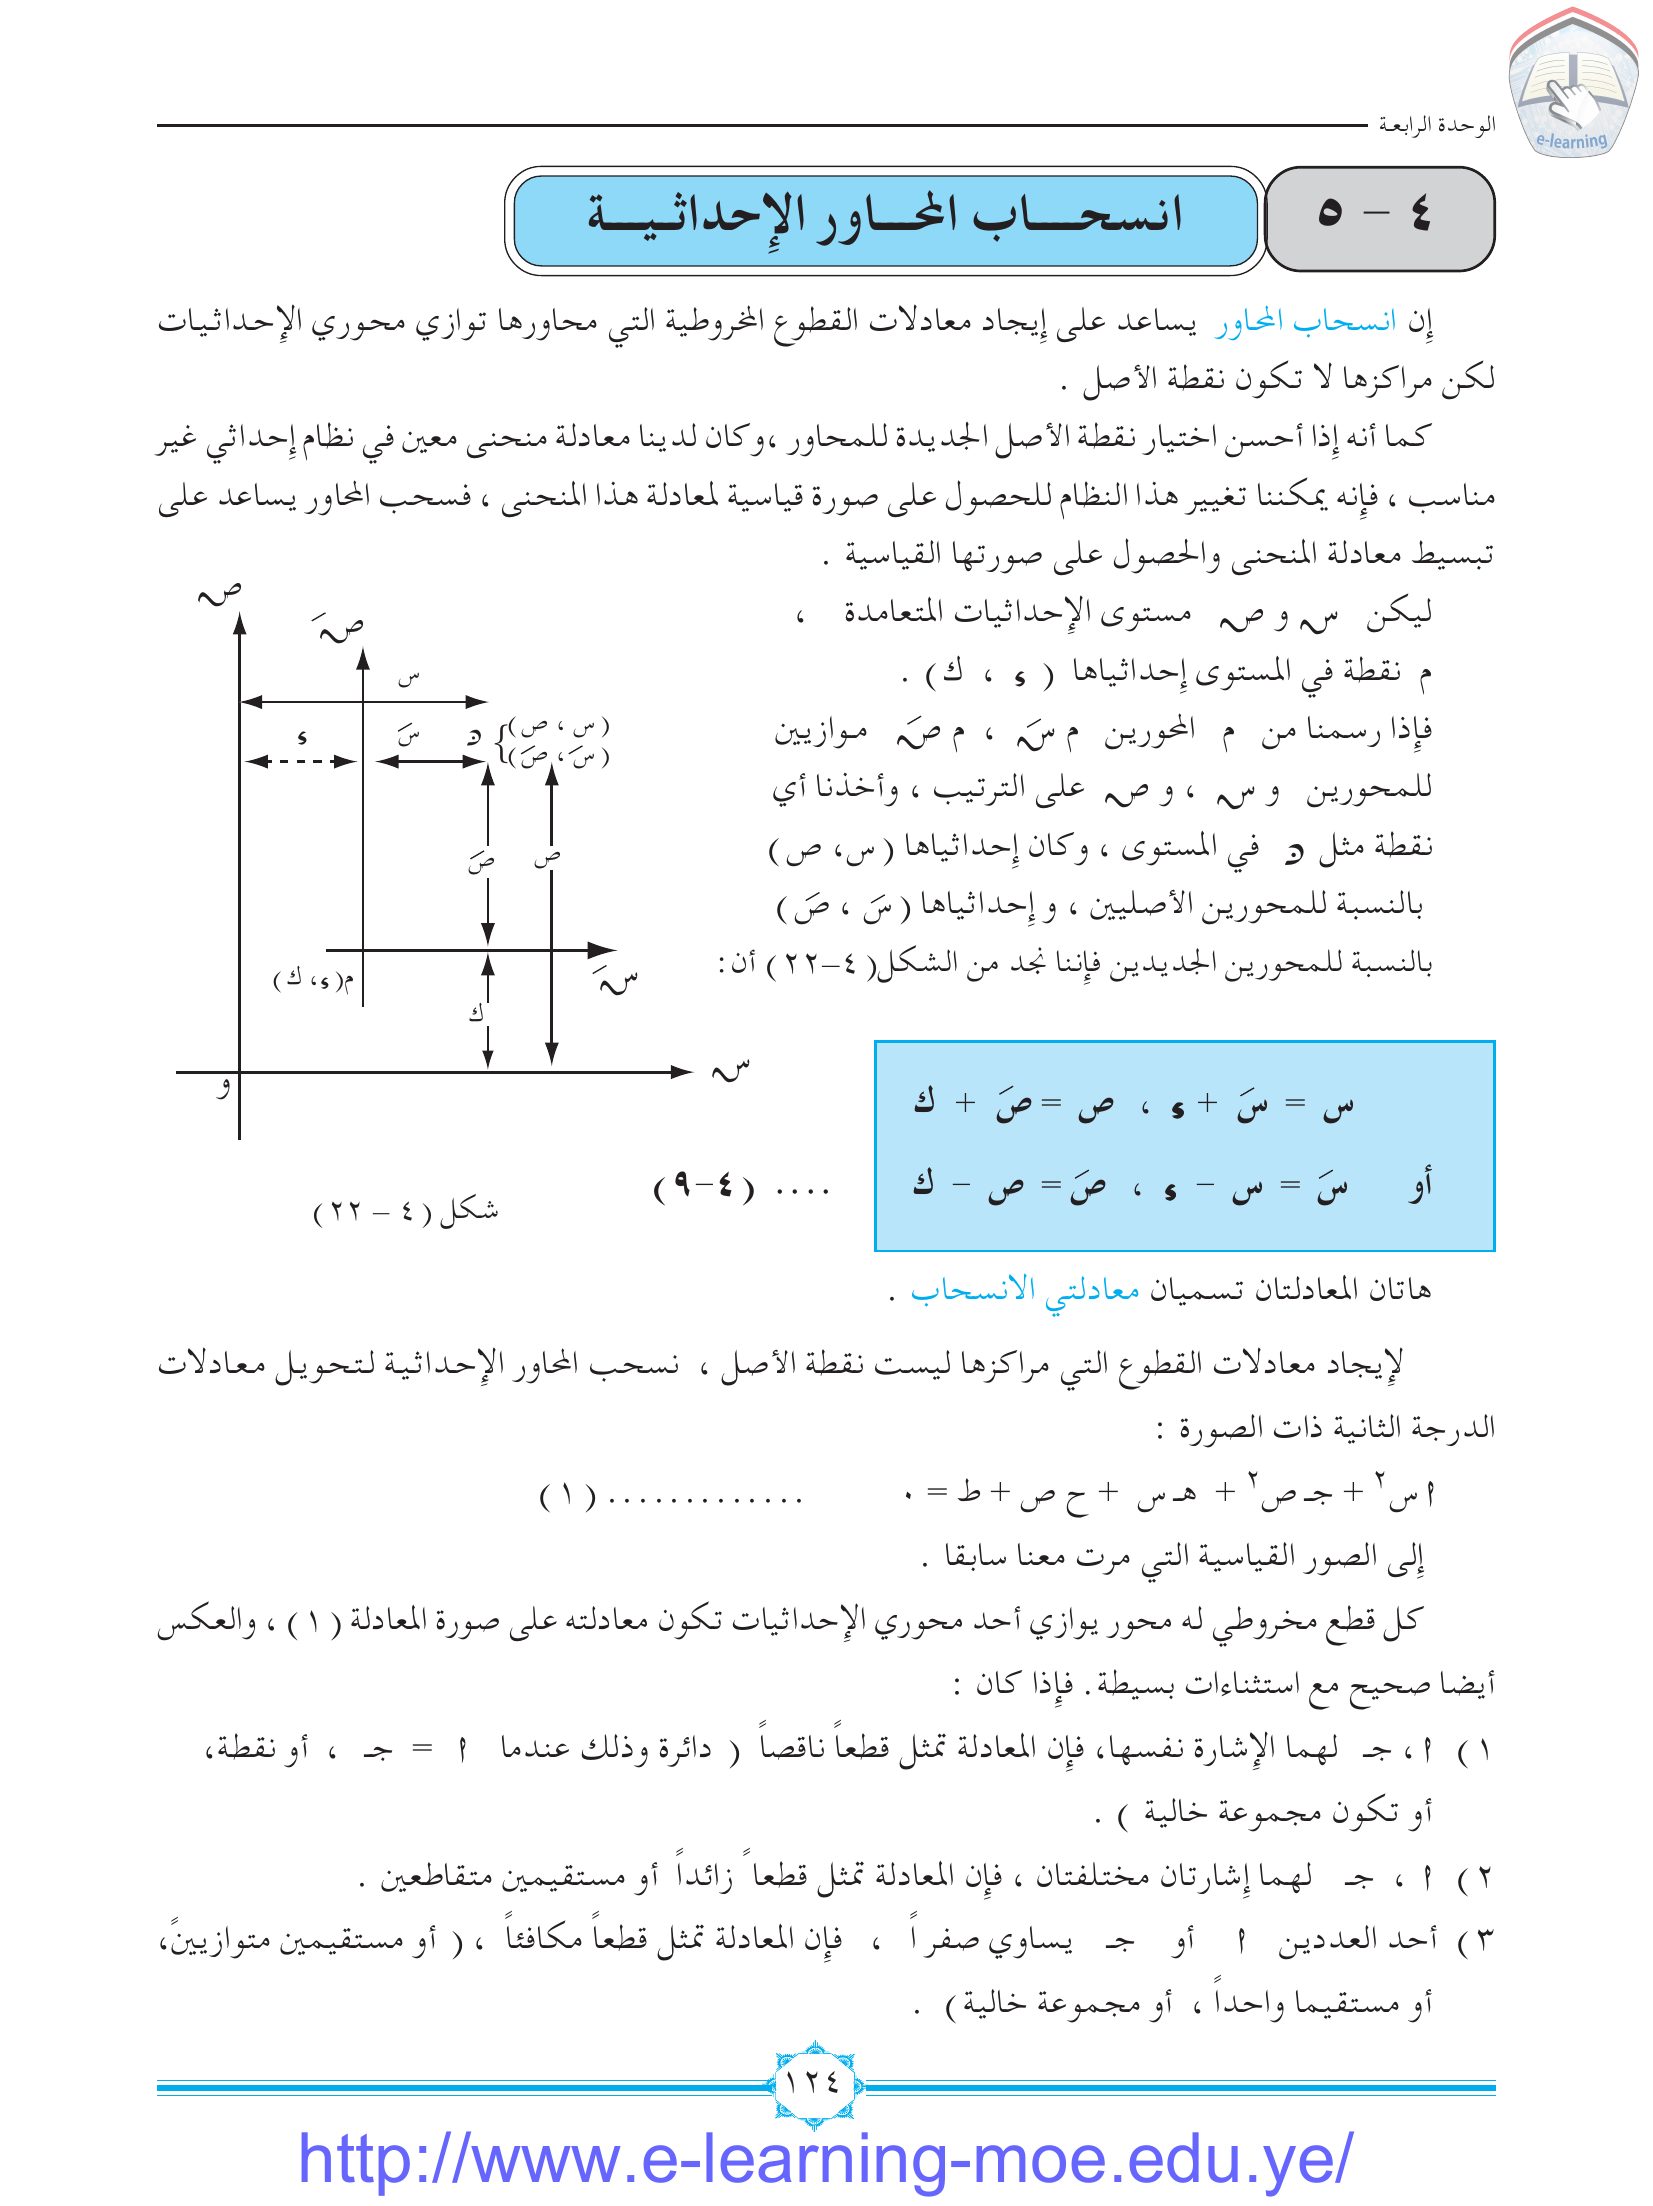 e-learning
الوحدة الرابعة
٤ - ٥
انسحـــاب المحــاور الإحداثـيــة
إن انسحاب المحاور يساعد على إيجاد معادلات القطوع المخروطية التي محاورها توازي محوري الإحداثيات
لكن مراكزها لا تكون نقطة الأصل .
كما أنه إذا أحسن اختيار نقطة الأصل الجديدة للمحاور ، وكان لدينا معادلة منحنى معين في نظام إحداثي غير
مناسب ، فإنه يمكننا تغيير هذا النظام للحصول على صورة قياسية لمعادلة هذا المنحنى ، فسحب المحاور يساعد على
تبسيط معادلة المنحنى والحصول على صورتها القياسية .
ليكن س و ص مستوى الإحداثيات المتعامدة ،
م نقطة في المستوى إحداثياها ( ء ، ك ) .
فإذا رسمنا من م المحورين م سَ ، م صَ موازيين
للمحورين و س ، و ص على الترتيب ، وأخذنا أي
نقطة مثل ن في المستوى ، وكان إحداثياها ( س، ص )
بالنسبة للمحورين الأصليين ، و إحداثياها ( سَ ، صَ )
بالنسبة للمحورين الجديدين فإننا نجد من الشكل( ٤-٢٢ ) أن:
ص
صَ
س
ء
سَ
ن
( س ، ص )
( سَ ، صَ )
صَ
ص
م( ء، ك )
سَ
ك
س
و
شكل ( ٤ - ٢٢ )
س = سَ + ء ، ص = صَ + ك
أو سَ = س - ء ، صَ = ص - ك
.... ( ٤-٩ )
هاتان المعادلتان تسميان معادلتي الانسحاب .
لإيجاد معادلات القطوع التي مراكزها ليست نقطة الأصل ، نسحب المحاور الإحداثية لتحويل معادلات
الدرجة الثانية ذات الصورة :
ا س٢ + جـ ص٢ + هـ س + ح ص + ط = ٠ ............. ( ١ )
إلى الصور القياسية التي مرت معنا سابقا .
كل قطع مخروطي له محور يوازي أحد محوري الإحداثيات تكون معادلته على صورة المعادلة ( ١ ) ، والعكس
أيضا صحيح مع استثناءات بسيطة. فإذا كان :
١ ) ا ، جـ لهما الإشارة نفسها، فإن المعادلة تمثل قطعاً ناقصاً ( دائرة وذلك عندما ا = جـ ، أو نقطة،
أو تكون مجموعة خالية ) .
٢ ) ا ، جـ لهما إشارتان مختلفتان ، فإن المعادلة تمثل قطعاً زائداً أو مستقيمين متقاطعين .
٣ ) أحد العددين ا أو جـ يساوي صفراً ، فإن المعادلة تمثل قطعاً مكافئاً ، ( أو مستقيمين متوازيينً،
أو مستقيما واحداً ، أو مجموعة خالية ) .
١٢٤
http://www.e-learning-moe.edu.ye/